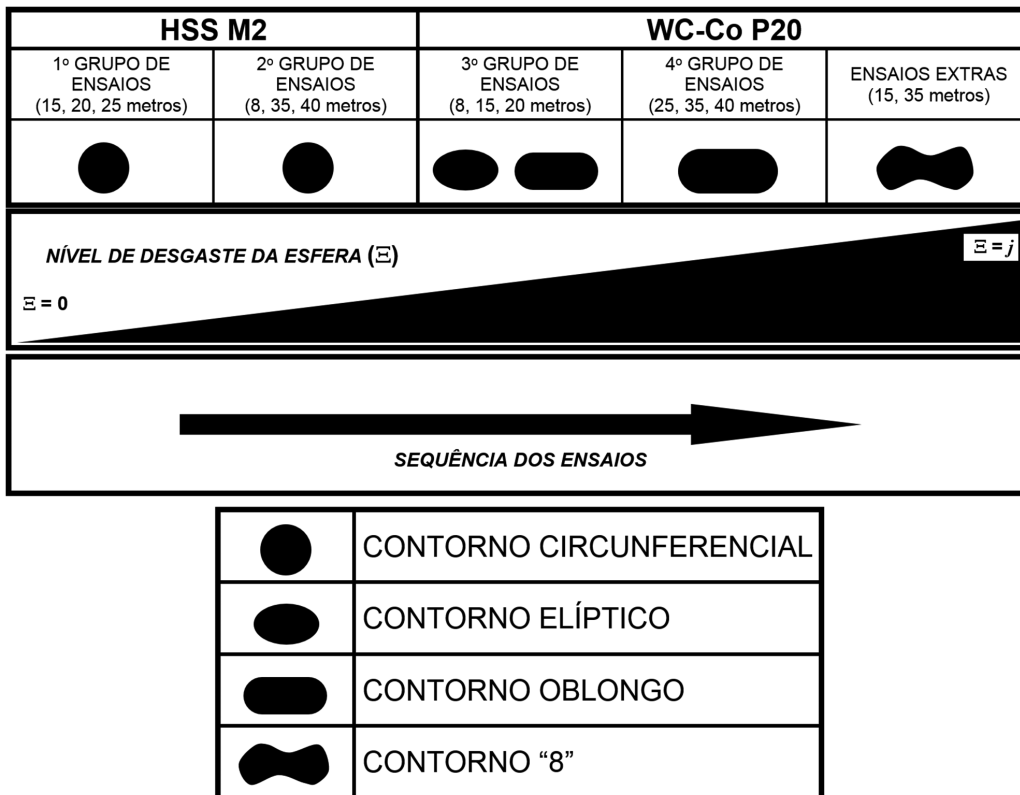 HSS M2
WC-Co P20
1º GRUPO DE
ENSAIOS
(15, 20, 25 metros)
2º GRUPO DE
ENSAIOS
(8, 35, 40 metros)
3º GRUPO DE
ENSAIOS
(8, 15, 20 metros)
4º GRUPO DE
ENSAIOS
(25, 35, 40 metros)
ENSAIOS EXTRAS
(15, 35 metros)
NÍVEL DE DESGASTE DA ESFERA (Ξ)
Ξ = j
Ξ = 0
SEQUÊNCIA DOS ENSAIOS
CONTORNO CIRCUNFERENCIAL
CONTORNO ELÍPTICO
CONTORNO OBLONGO
CONTORNO “8”